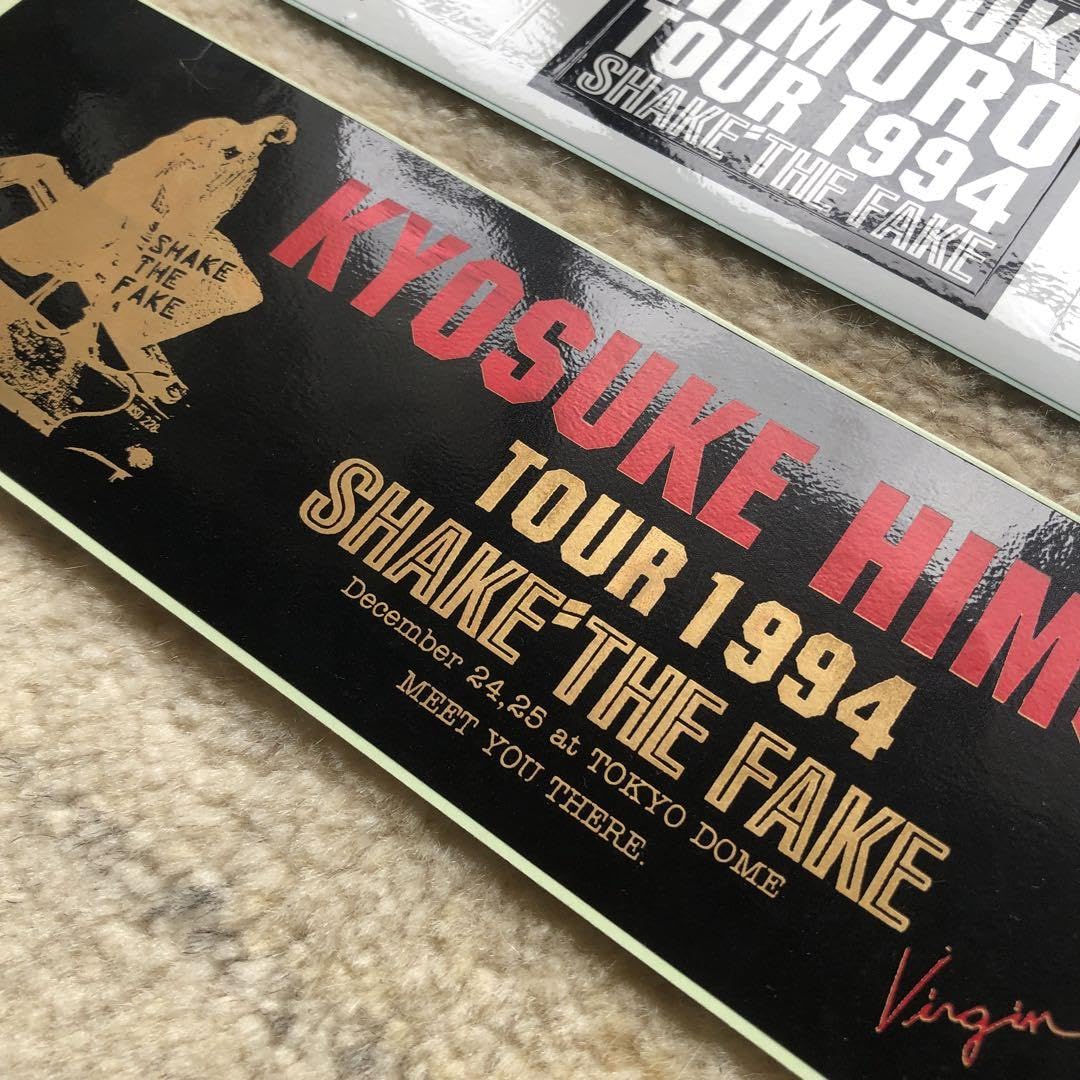 HIMURO
TOUR 1994
SHAKE THE FAKE
SHAKE
THE
FAKE
KYOSUKE
TOUR 1994
SHAKE THE FAKE
December 24,25 at TOKYO DOME
MEET YOU THERE.
Virgin